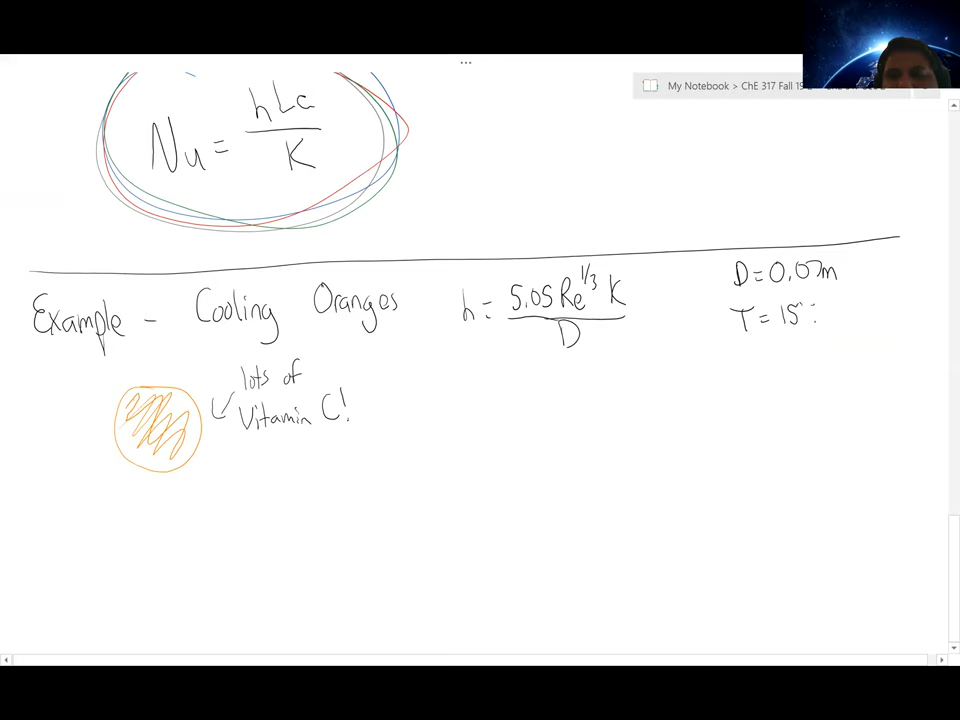 ...
My Notebook > ChE 317 Fall 19
Nu = hLc / K
Example - Cooling Oranges
h = 5.05 Re^1/3 K / D
D = 0.07m
T = 15°
lots of
Vitamin C!